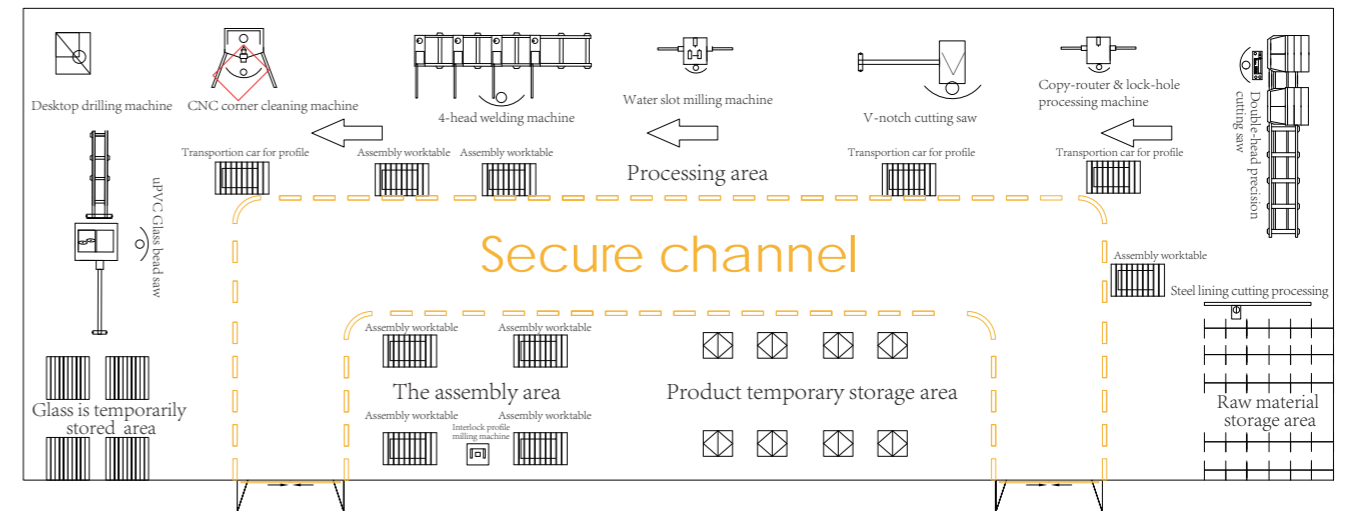 Desktop drilling machine
CNC corner cleaning machine
4-head welding machine
Water slot milling machine
V-notch cutting saw
Copy-router & lock-hole
processing machine
Double-head precision
cutting saw
Transportion car for profile
Assembly worktable
Assembly worktable
Processing area
Transportion car for profile
Transportion car for profile
uPVC Glass bead saw
Secure channel
Assembly worktable
Steel lining cutting processing
Assembly worktable
Assembly worktable
The assembly area
Product temporary storage area
Glass is temporarily
stored area
Raw material
storage area
Assembly worktable
Interlock profile
milling machine
Assembly worktable